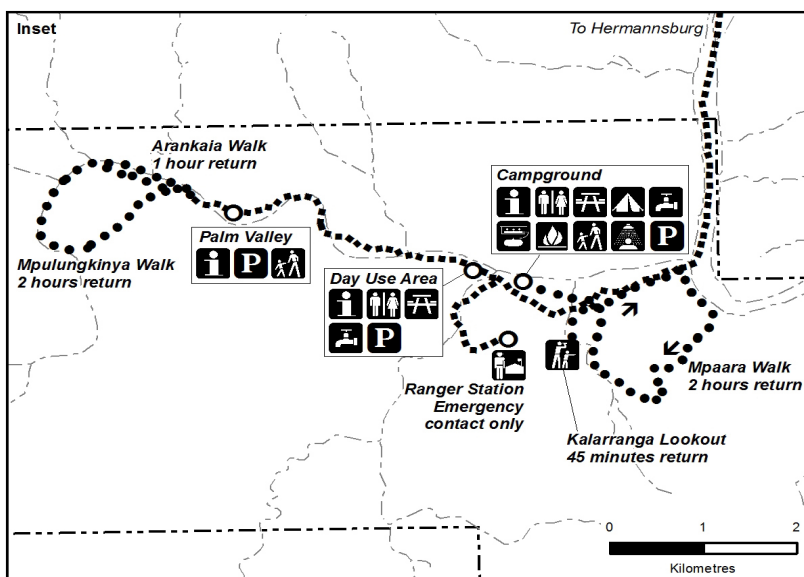 Inset
To Hermannsburg
Arankaia Walk
1 hour return
Campground
P
Palm Valley
P
Mpulungkinya Walk
2 hours return
Day Use Area
P
Ranger Station
Emergency
contact only
Mpaara Walk
2 hours return
Kalarranga Lookout
45 minutes return
0 1 2
Kilometres